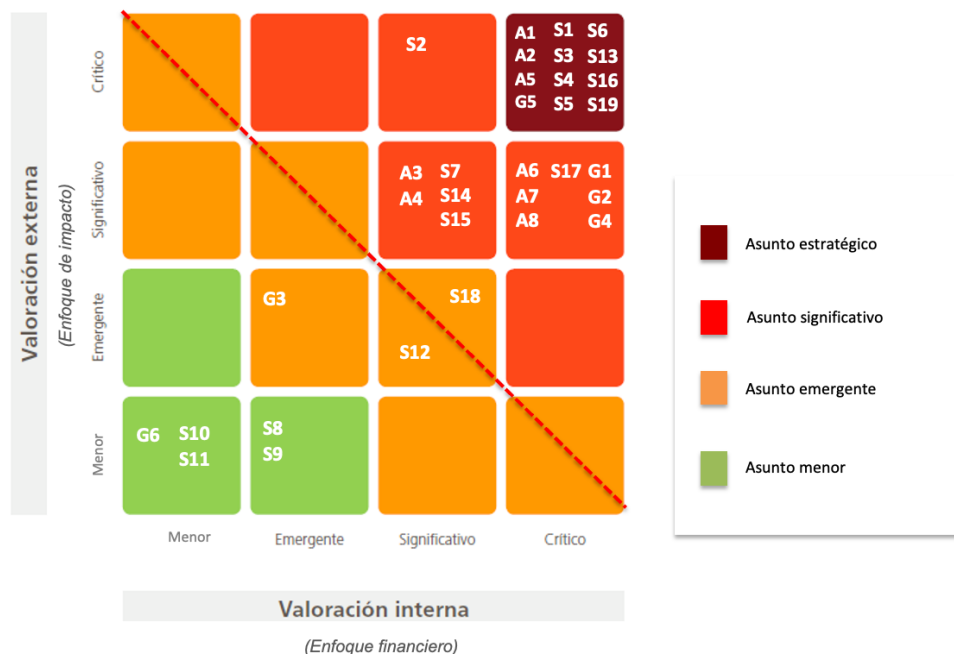 Valoración externa
(Enfoque de impacto)
Crítico
S2
A1 S1 S6
A2 S3 S13
A5 S4 S16
G5 S5 S19
Significativo
A3 S7
A4 S14
S15
A6 S17 G1
A7 G2
A8 G4
Emergente
G3
S18
S12
Menor
G6 S10
S11
S8
S9
Menor
Emergente
Significativo
Crítico
Valoración interna
(Enfoque financiero)
Asunto estratégico
Asunto significativo
Asunto emergente
Asunto menor